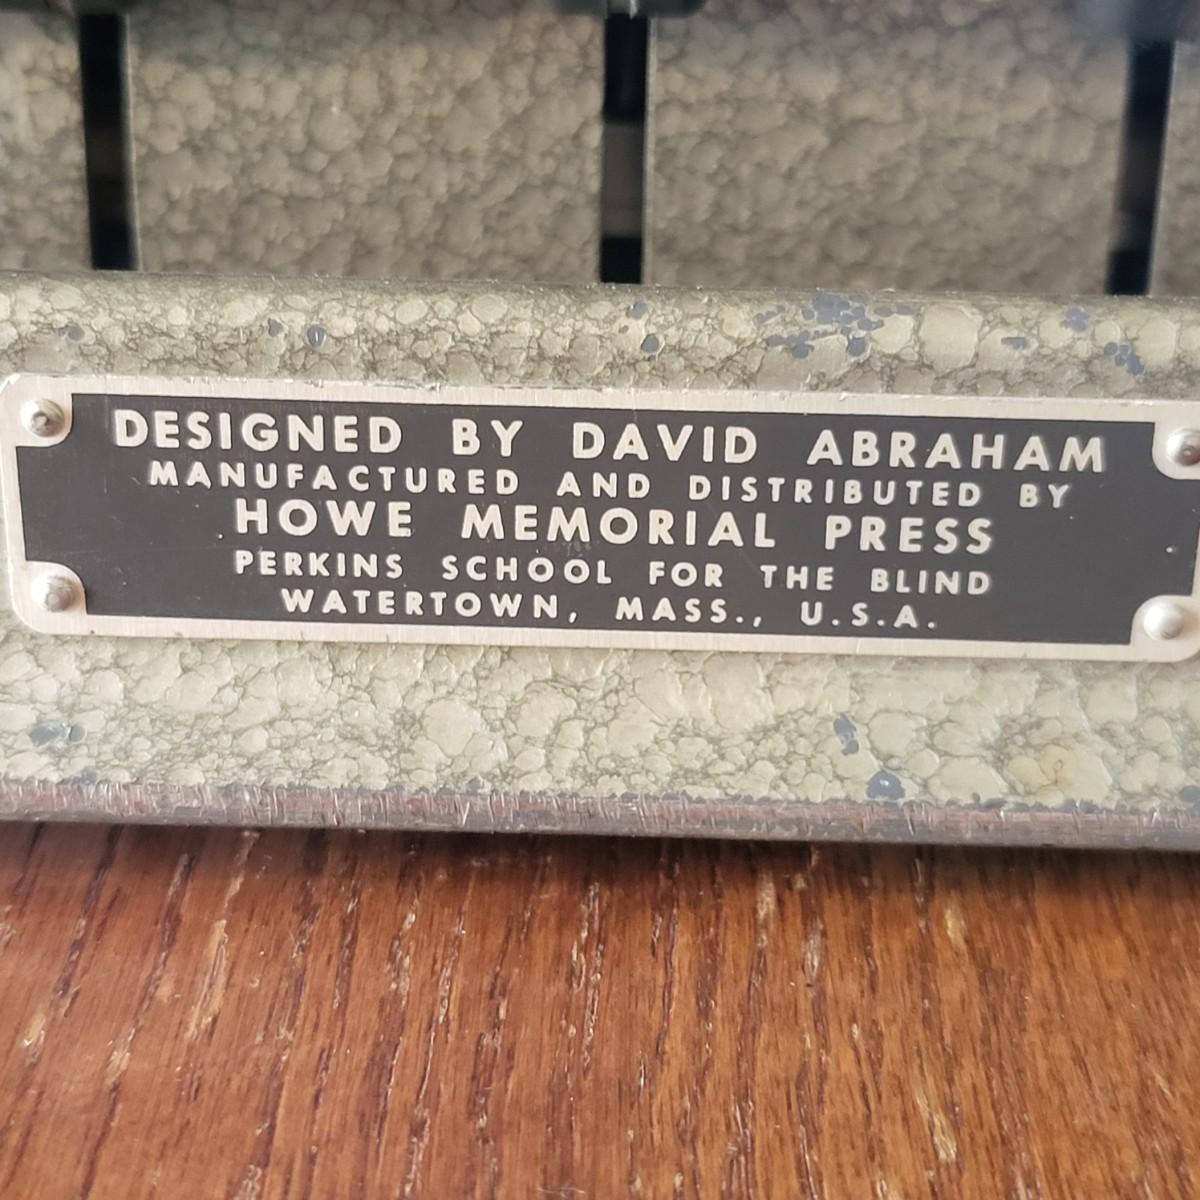 DESIGNED BY DAVID ABRAHAM
MANUFACTURED AND DISTRIBUTED BY
HOWE MEMORIAL PRESS
PERKINS SCHOOL FOR THE BLIND
WATERTOWN, MASS., U.S.A.